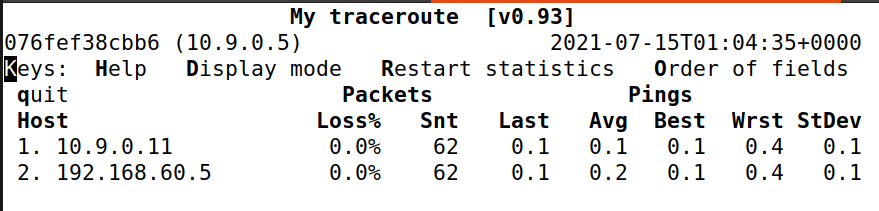 My traceroute  [v0.93]
076fef38cbb6 (10.9.0.5)                   2021-07-15T01:04:35+0000
Keys:  Help   Display mode   Restart statistics   Order of fields
quit                     Packets               Pings
Host                   Loss%   Snt   Last   Avg  Best  Wrst StDev
1. 10.9.0.11            0.0%    62    0.1   0.1   0.1   0.4   0.1
2. 192.168.60.5         0.0%    62    0.1   0.2   0.1   0.4   0.1